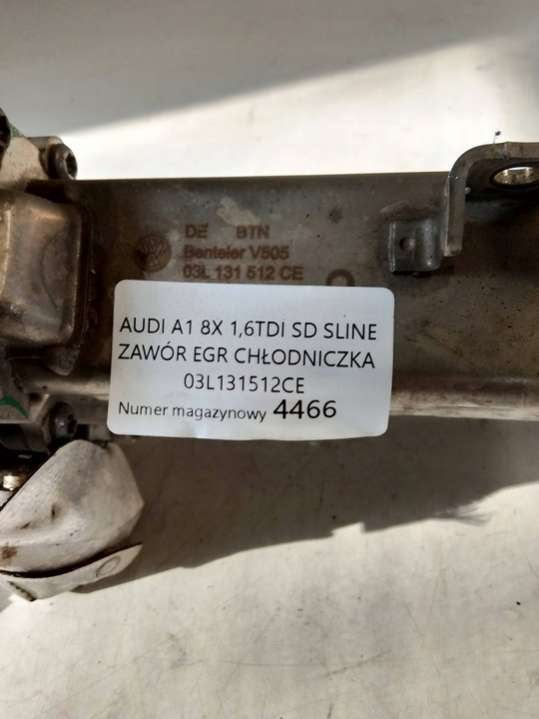 DE BTN
Benteler V505
03L 131 512 CE
AUDI A1 8X 1,6TDI SD SLINE
ZAWÓR EGR CHŁODNICZKA
03L131512CE
Numer magazynowy 4466